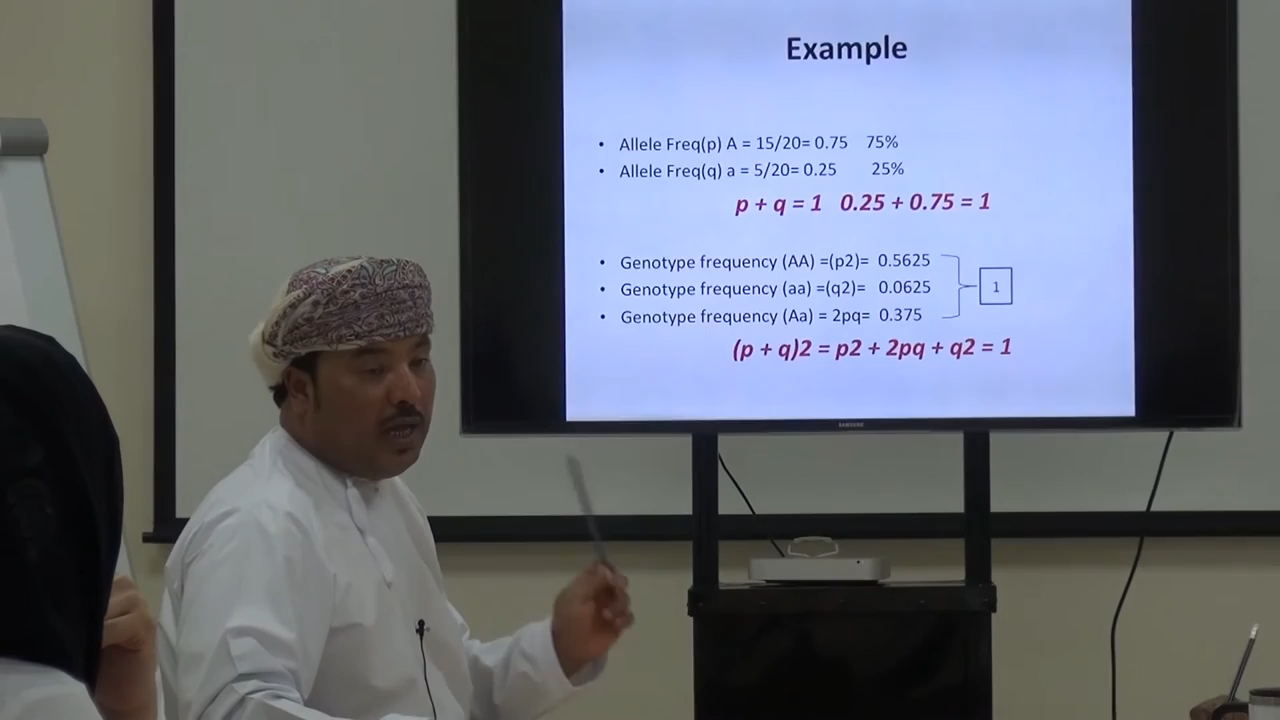 Example
• Allele Freq(p) A = 15/20= 0.75 75%
• Allele Freq(q) a = 5/20= 0.25 25%
p + q = 1 0.25 + 0.75 = 1
• Genotype frequency (AA) =(p2)= 0.5625
• Genotype frequency (aa) =(q2)= 0.0625
1
• Genotype frequency (Aa) = 2pq= 0.375
(p + q)2 = p2 + 2pq + q2 = 1
SAMSUNG